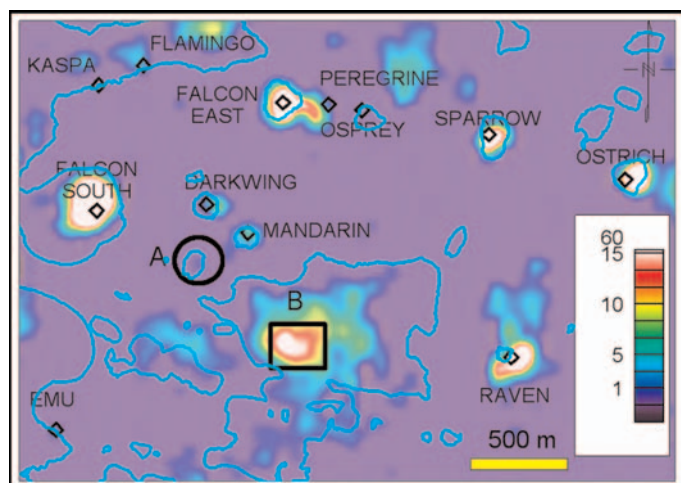 FLAMINGO
KASPA
N
FALCON
EAST
PEREGRINE
OSPREY
SPARROW
FALCON
SOUTH
OSTRICH
DARKWING
MANDARIN
A
B
60
15
10
5
1
RAVEN
EMU
500 m